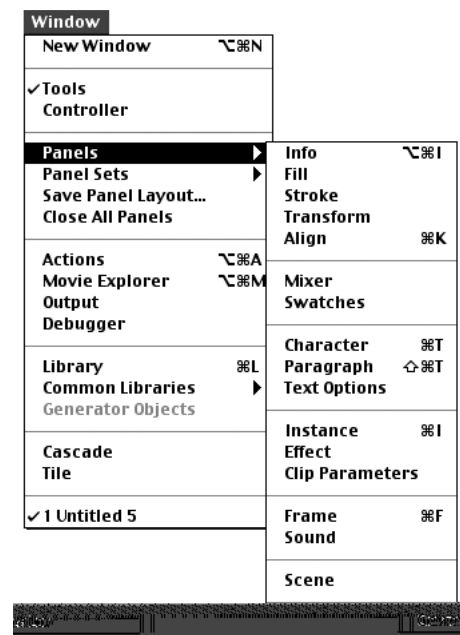 Window
New Window ⌥⌘N
✓Tools
Controller
Panels ▶
Panel Sets ▶
Save Panel Layout...
Close All Panels
Actions ⌥⌘A
Movie Explorer ⌥⌘M
Output
Debugger
Library ⌘L
Common Libraries ▶
Generator Objects
Cascade
Tile
✓1 Untitled 5
Info ⌥⌘I
Fill
Stroke
Transform
Align ⌘K
Mixer
Swatches
Character ⌘T
Paragraph ⇧⌘T
Text Options
Instance ⌘I
Effect
Clip Parameters
Frame ⌘F
Sound
Scene